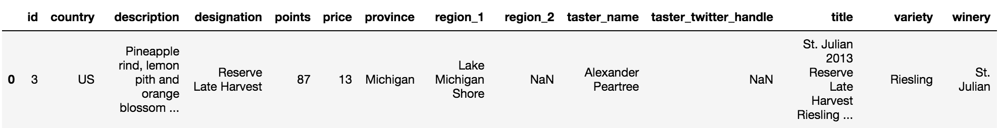 id country description designation points price province region_1 region_2 taster_name taster_twitter_handle title variety winery
0 3 US Pineapple rind, lemon pith and orange blossom ... Reserve Late Harvest 87 13 Michigan Lake Michigan Shore NaN Alexander Peartree NaN St. Julian 2013 Reserve Late Harvest Riesling ... Riesling St. Julian